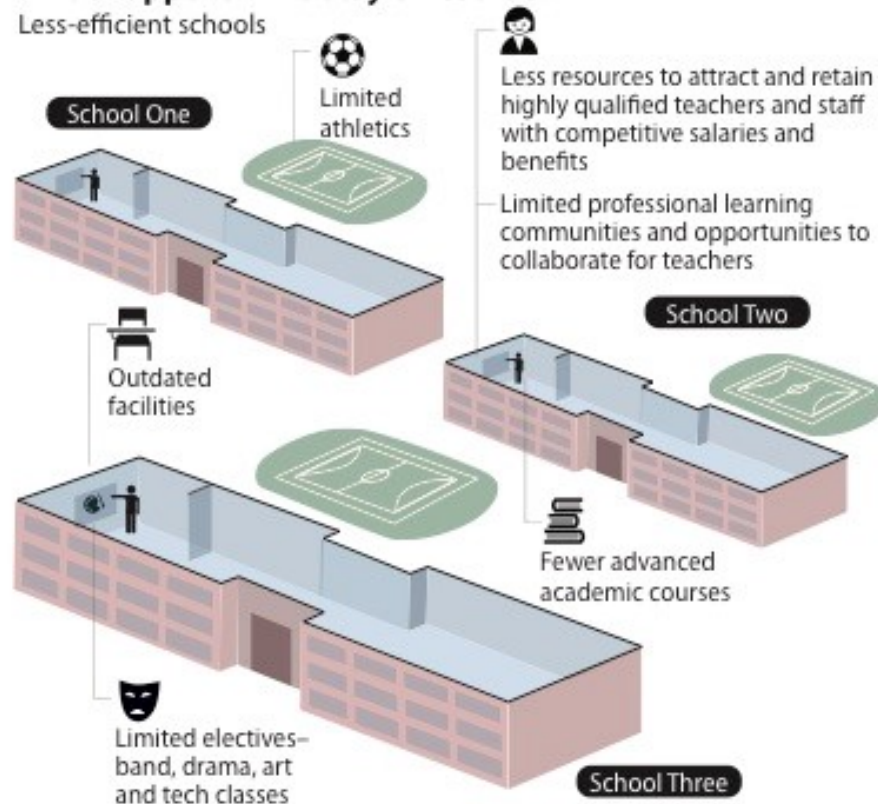 Less-efficient schools
School One
Limited
athletics
Less resources to attract and retain
highly qualified teachers and staff
with competitive salaries and
benefits
Limited professional learning
communities and opportunities to
collaborate for teachers
School Two
Outdated
facilities
Fewer advanced
academic courses
Limited electives–
band, drama, art
and tech classes
School Three